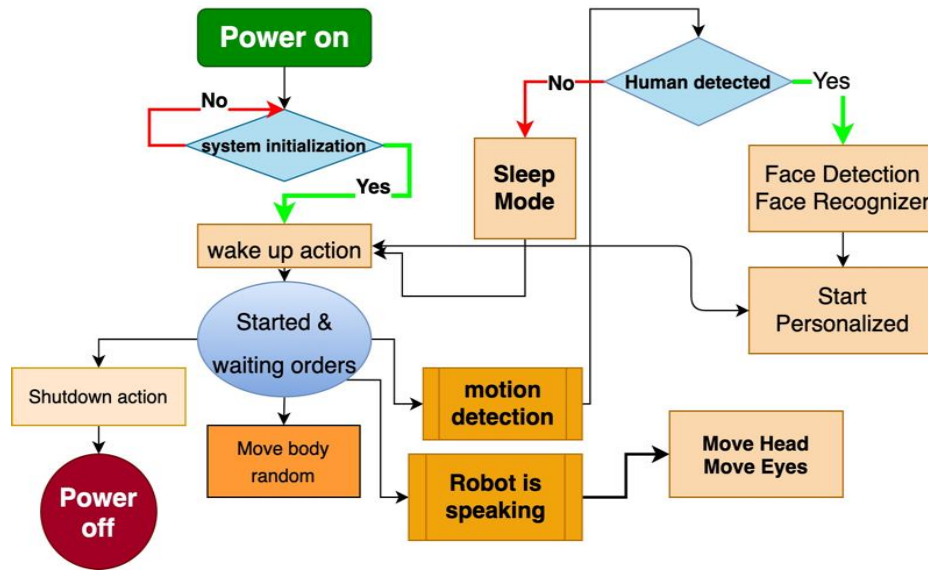 Power on
No
system initialization
Yes
wake up action
Started &
waiting orders
Shutdown action
Power
off
Move body
random
motion
detection
Robot is
speaking
Move Head
Move Eyes
Human detected
No
Yes
Sleep
Mode
Face Detection
Face Recognizer
Start
Personalized